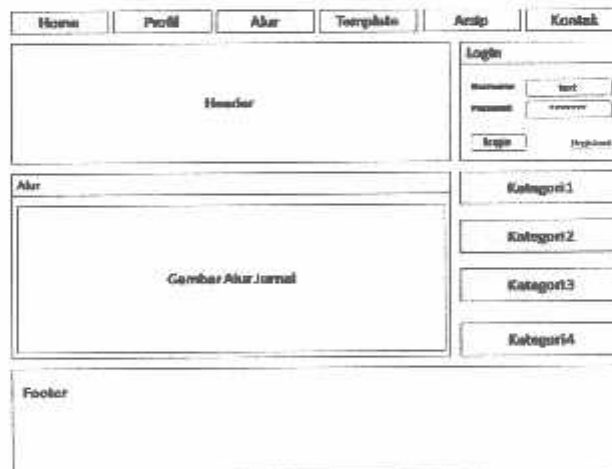 Home Profil Alur Template Arsip Kontak
Login
Header
Username text
Password ********
login
Alur
Kategori1
Kategori2
Gambar Alur Jurnal
Kategori3
Kategori4
Footer